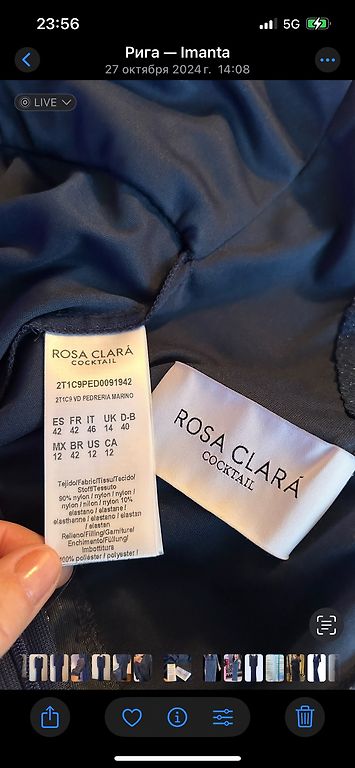 23:56
5G
Рига — Imanta
27 октября 2024 г. 14:08
LIVE
ROSA CLARÁ
COCKTAIL
2T1C9PED0091942
2T1C9 VD PEDRERIA MARINO
ES FR IT UK D-B
42 42 46 14 40
MX BR US CA
12 42 12 12
Tejido/Fabric/Tissu/Tecido/
Stoff/Tessuto
90% nylon / nylon / nylon /
nylon / nilon / nylon 10%
elastano / elastane /
elasthanne / elastano / elastan
/ elastan
Relleno/Filling/Garniture/
Enchimento/Füllung/
Imbottitura
100% poliéster / polyester /
ROSA CLARÁ
COCKTAIL